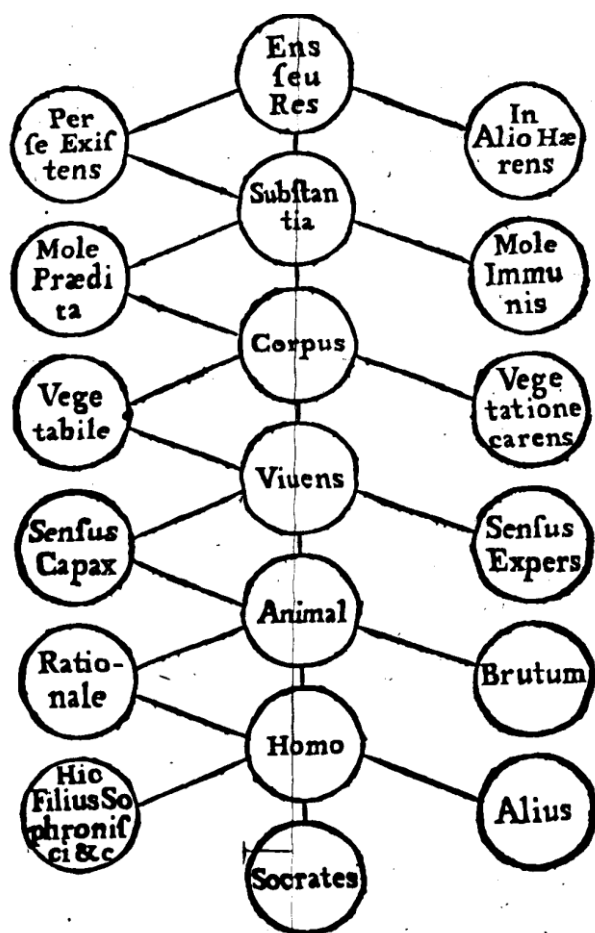 Ens
ſeu
Res
Per
ſe Exiſ
tens
In
Alio Hæ
rens
Subſtan
tia
Mole
Prædi
ta
Mole
Immu
nis
Corpus
Vege
tabile
Vege
tatione
carens
Viuens
Senſus
Capax
Senſus
Expers
Animal
Ratio-
nale
Brutum
Homo
Hic
Filius So
phroniſ
ci &c
Alius
Socrates